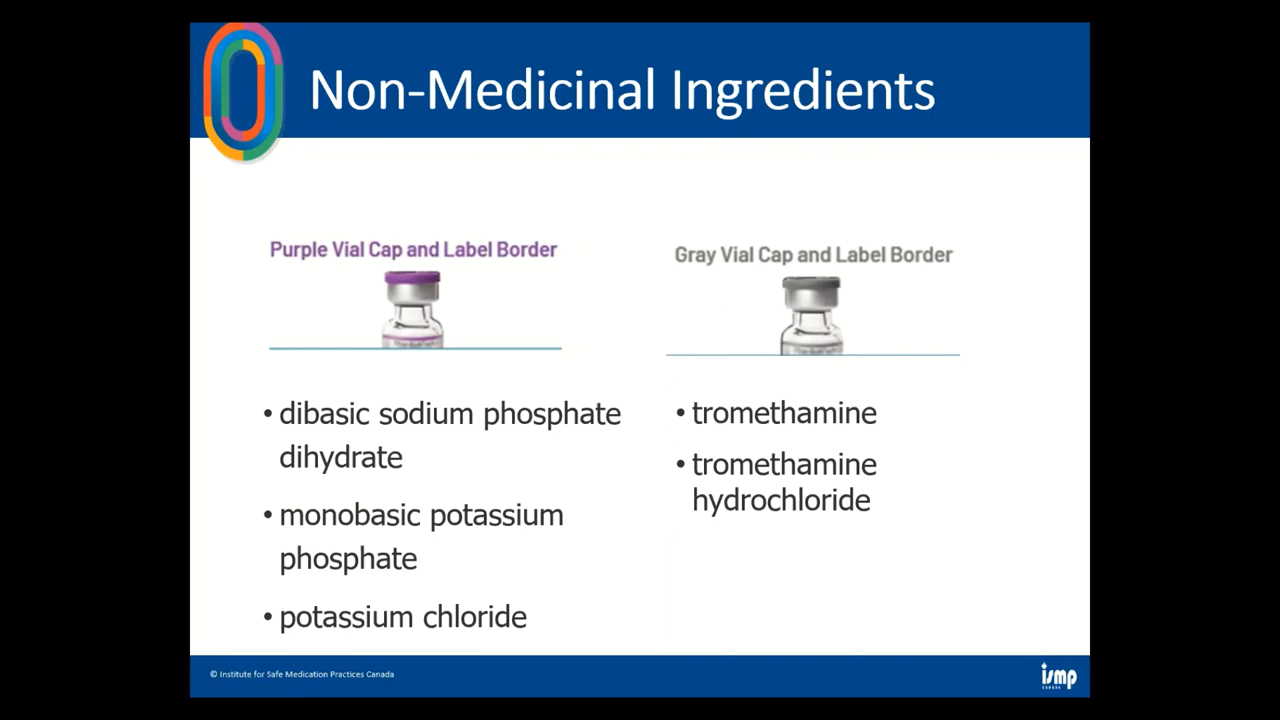 Non-Medicinal Ingredients
Purple Vial Cap and Label Border
Gray Vial Cap and Label Border
• dibasic sodium phosphate
dihydrate
• monobasic potassium
phosphate
• potassium chloride
• tromethamine
• tromethamine
hydrochloride
© Institute for Safe Medication Practices Canada
ismp
CANADA